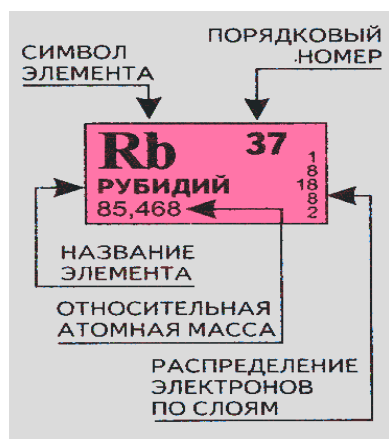 СИМВОЛ
ЭЛЕМЕНТА
ПОРЯДКОВЫЙ
НОМЕР
Rb
37
РУБИДИЙ
85,468
1
8
18
8
2
НАЗВАНИЕ
ЭЛЕМЕНТА
ОТНОСИТЕЛЬНАЯ
АТОМНАЯ МАССА
РАСПРЕДЕЛЕНИЕ
ЭЛЕКТРОНОВ
ПО СЛОЯМ